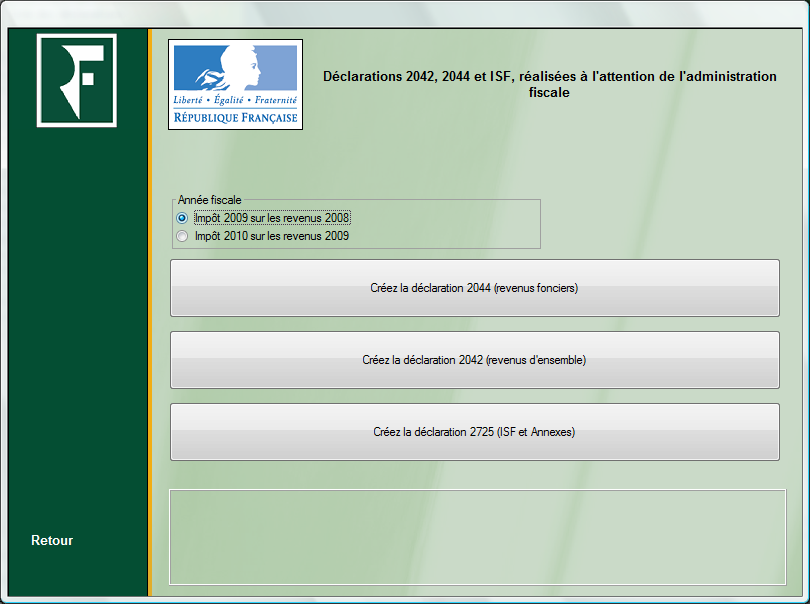 Déclarations 2042, 2044 et ISF, réalisées à l'attention de l'administration
fiscale
Liberté • Égalité • Fraternité
RÉPUBLIQUE FRANÇAISE
Année fiscale
Impôt 2009 sur les revenus 2008
Impôt 2010 sur les revenus 2009
Créez la déclaration 2044 (revenus fonciers)
Créez la déclaration 2042 (revenus d'ensemble)
Créez la déclaration 2725 (ISF et Annexes)
Retour